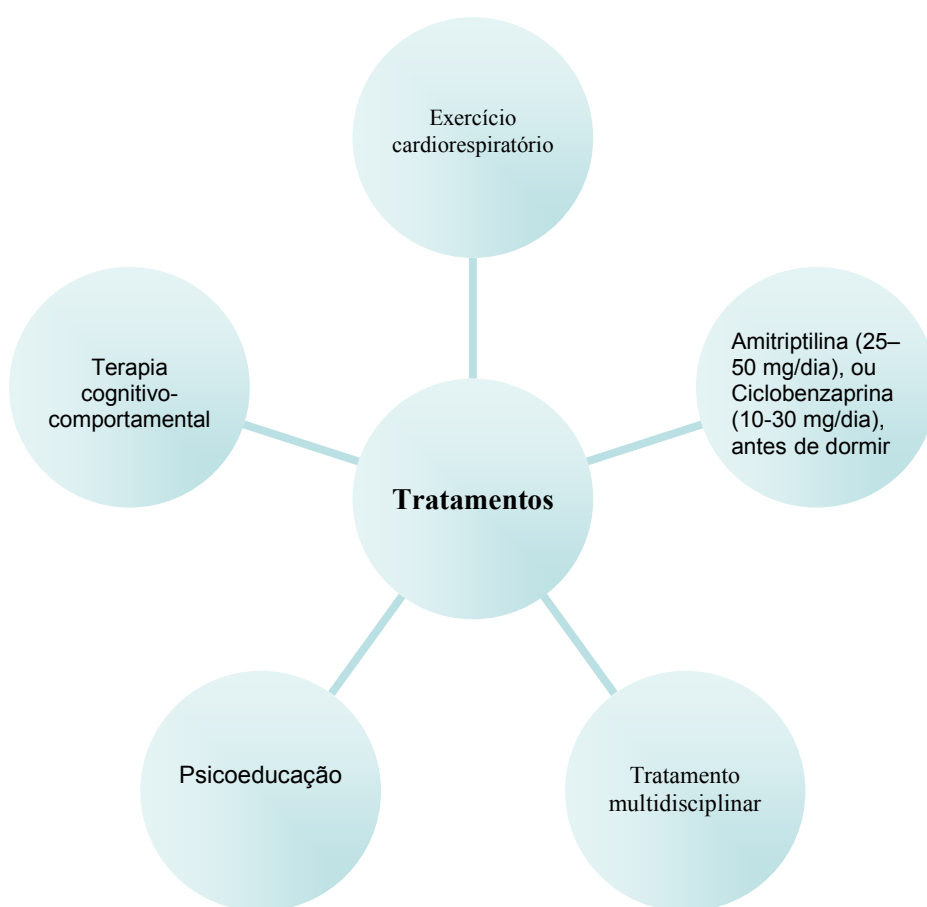 Exercício
cardiorespiratório
Terapia
cognitivo-
comportamental
Amitriptilina (25–
50 mg/dia), ou
Ciclobenzaprina
(10-30 mg/dia),
antes de dormir
Tratamentos
Psicoeducação
Tratamento
multidisciplinar